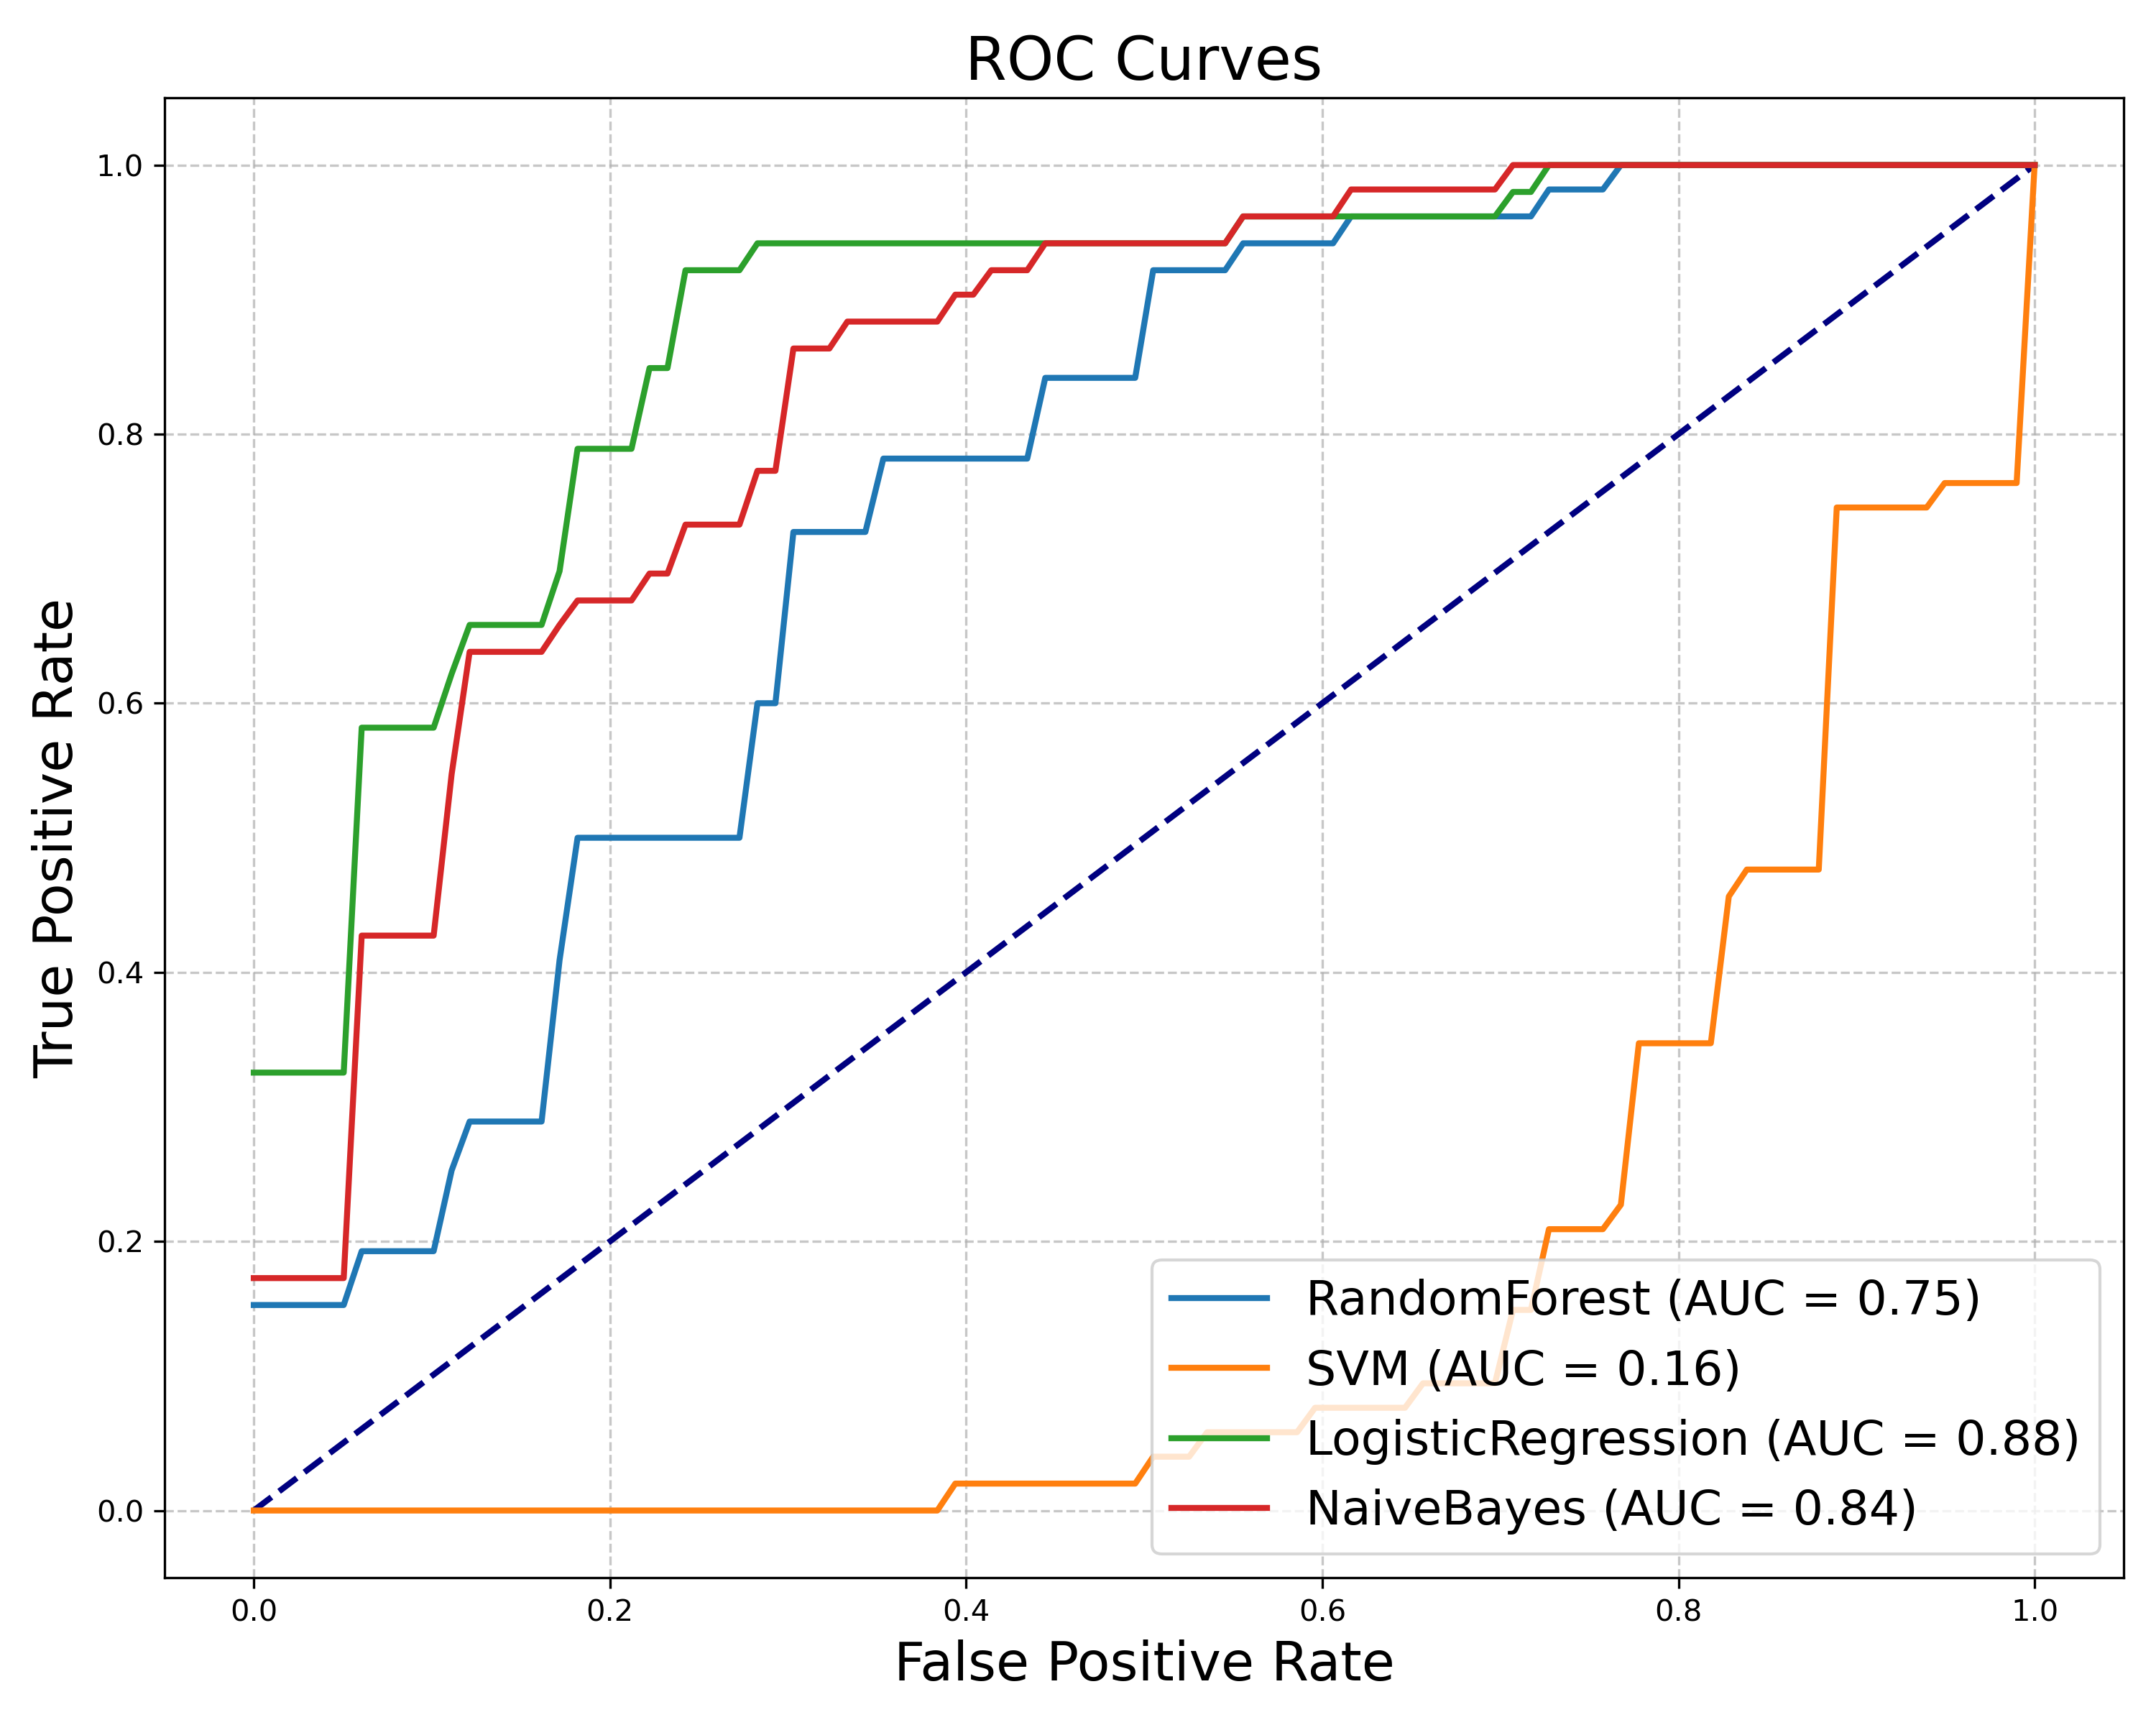 ROC Curves
True Positive Rate
1.0
0.8
0.6
0.4
0.2
0.0
0.0 0.2 0.4 0.6 0.8 1.0
False Positive Rate
RandomForest (AUC = 0.75)
SVM (AUC = 0.16)
LogisticRegression (AUC = 0.88)
NaiveBayes (AUC = 0.84)